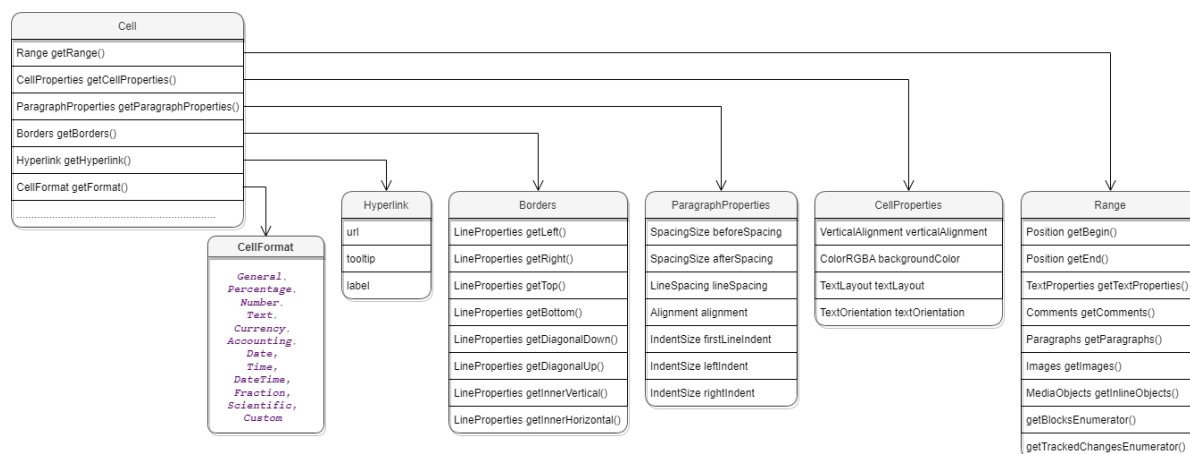 Cell
Range getRange()
CellProperties getCellProperties()
ParagraphProperties getParagraphProperties()
Borders getBorders()
Hyperlink getHyperlink()
CellFormat getFormat()
...................................................................
CellFormat
General,
Percentage,
Number,
Text,
Currency,
Accounting,
Date,
Time,
DateTime,
Fraction,
Scientific,
Custom
Hyperlink
url
tooltip
label
Borders
LineProperties getLeft()
LineProperties getRight()
LineProperties getTop()
LineProperties getBottom()
LineProperties getDiagonalDown()
LineProperties getDiagonalUp()
LineProperties getInnerVertical()
LineProperties getInnerHorizontal()
ParagraphProperties
SpacingSize beforeSpacing
SpacingSize afterSpacing
LineSpacing lineSpacing
Alignment alignment
IndentSize firstLineIndent
IndentSize leftIndent
IndentSize rightIndent
CellProperties
VerticalAlignment verticalAlignment
ColorRGBA backgroundColor
TextLayout textLayout
TextOrientation textOrientation
Range
Position getBegin()
Position getEnd()
TextProperties getTextProperties()
Comments getComments()
Paragraphs getParagraphs()
Images getImages()
MediaObjects getInlineObjects()
getBlocksEnumerator()
getTrackedChangesEnumerator()